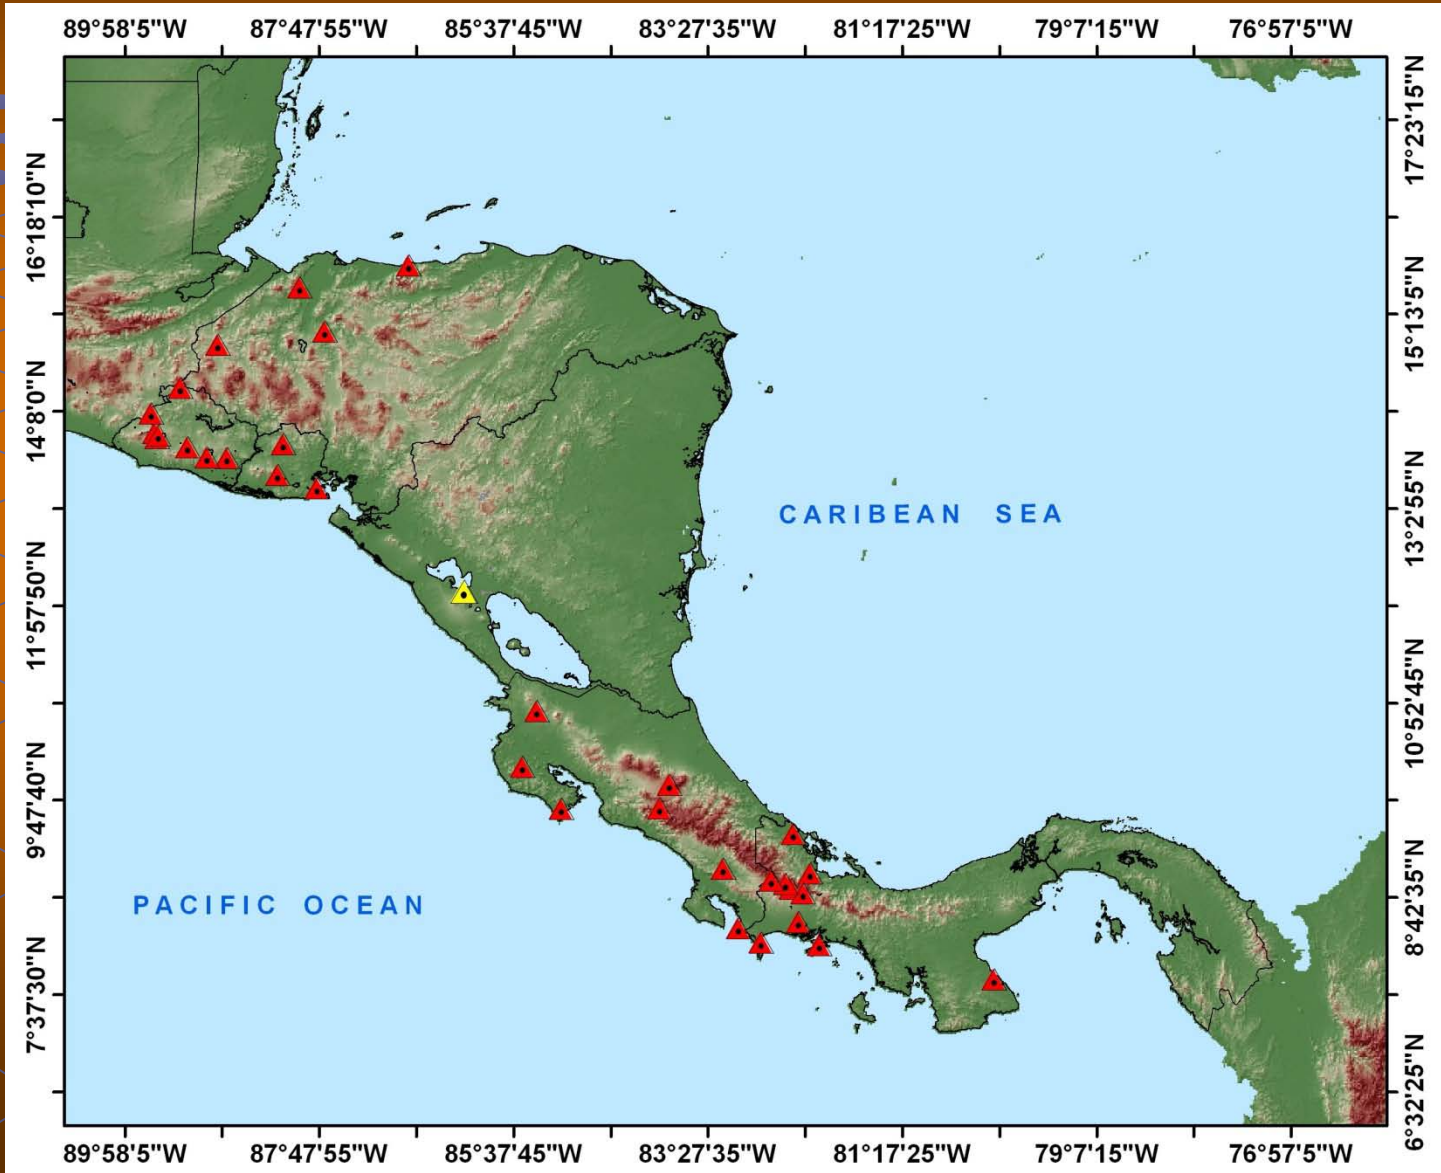 89°58'5"W 87°47'55"W 85°37'45"W 83°27'35"W 81°17'25"W 79°7'15"W 76°57'5"W
17°23'15"N
16°18'10"N
15°13'5"N
14°8'0"N
13°2'55"N
CARIBEAN SEA
11°57'50"N
10°52'45"N
9°47'40"N
PACIFIC OCEAN
8°42'35"N
7°37'30"N
6°32'25"N
89°58'5"W 87°47'55"W 85°37'45"W 83°27'35"W 81°17'25"W 79°7'15"W 76°57'5"W